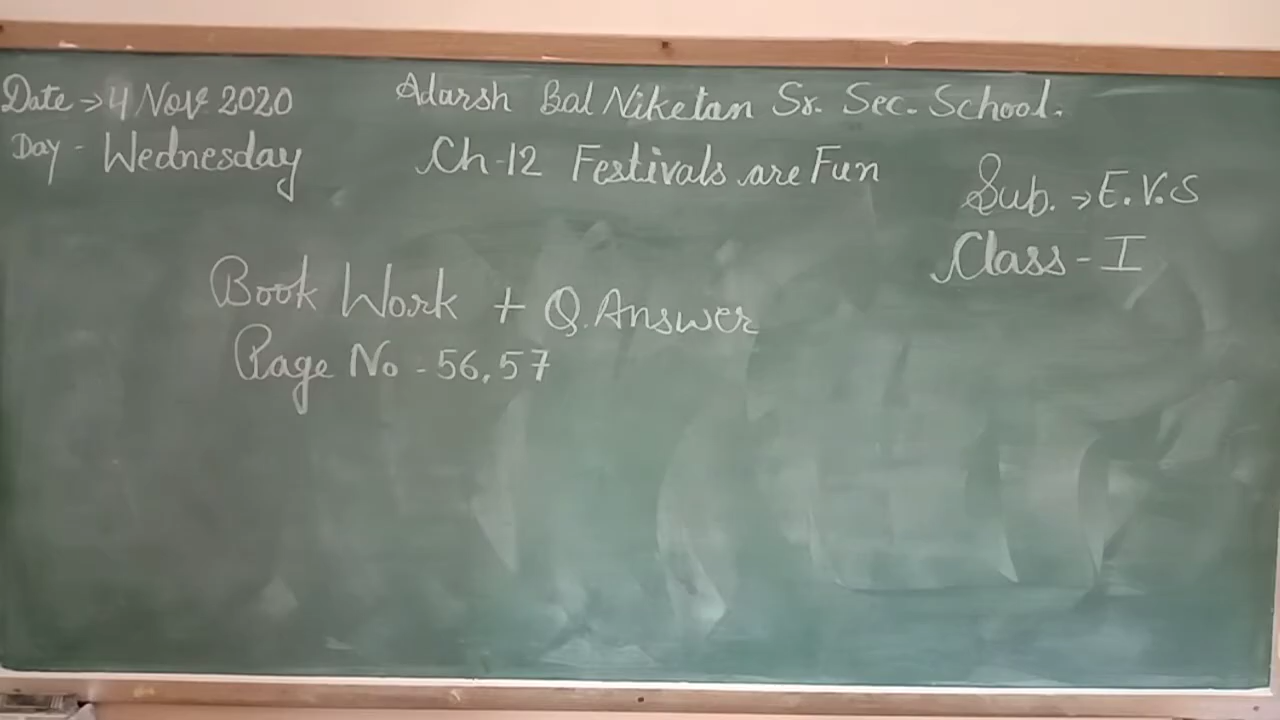 Date → 4 Nov 2020
Adarsh Bal Niketan Sr. Sec. School.
Day - Wednesday
Ch-12 Festivals are Fun
Sub. → E.V.S
Class - I
Book Work + Q.Answer
Page No - 56,57